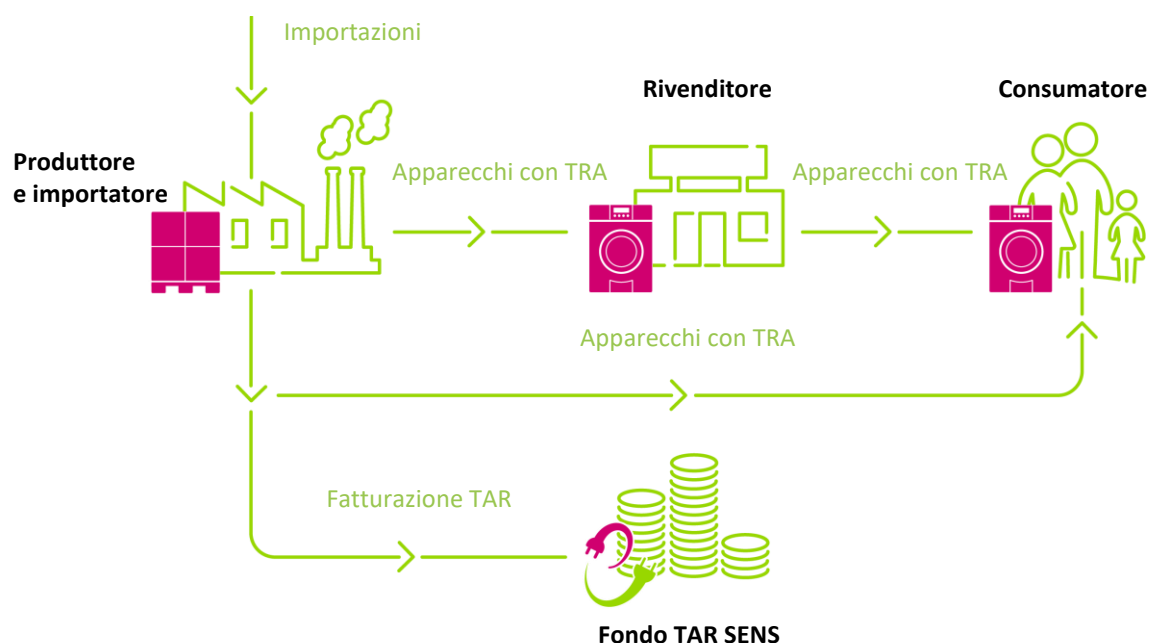 Importazioni
Rivenditore
Consumatore
Produttore
e importatore
Apparecchi con TRA
Apparecchi con TRA
Apparecchi con TRA
Fatturazione TAR
Fondo TAR SENS